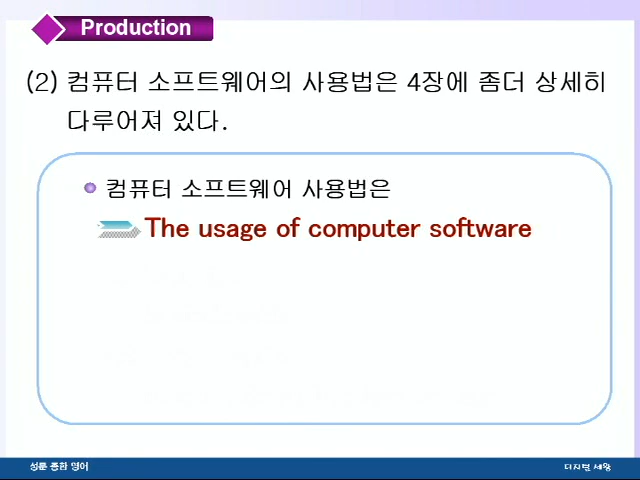 Production
(2) 컴퓨터 소프트웨어의 사용법은 4장에 좀더 상세히
다루어져 있다.
컴퓨터 소프트웨어 사용법은
The usage of computer software
성문 종합 영어
디지털 세왕